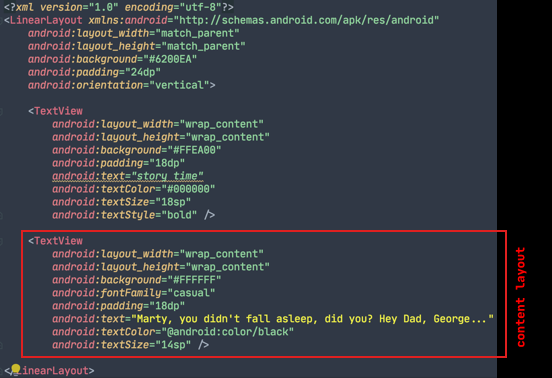 <?xml version="1.0" encoding="utf-8"?>
<LinearLayout xmlns:android="http://schemas.android.com/apk/res/android"
android:layout_width="match_parent"
android:layout_height="match_parent"
android:background="#6200EA"
android:padding="24dp"
android:orientation="vertical">
<TextView
android:layout_width="wrap_content"
android:layout_height="wrap_content"
android:background="#FFEA00"
android:padding="18dp"
android:text="story time"
android:textColor="#000000"
android:textSize="18sp"
android:textStyle="bold" />
<TextView
android:layout_width="wrap_content"
android:layout_height="wrap_content"
android:background="#FFFFFF"
android:fontFamily="casual"
android:padding="18dp"
android:text="Marty, you didn't fall asleep, did you? Hey Dad, George..."
android:textColor="@android:color/black"
android:textSize="14sp" />
content layout
</LinearLayout>